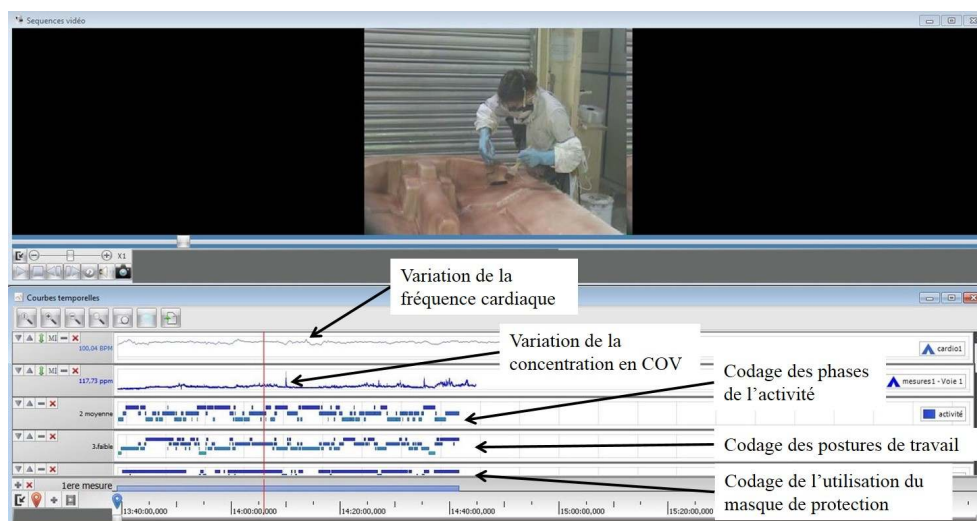 Sequences vidéo
X1
Variation de la
fréquence cardiaque
Courbes temporelles
MI
100,04 BPM
cardio1
Variation de la
concentration en COV
MI
117,73 ppm
mesures1 - Voie 1
Codage des phases
de l’activité
2 moyenne
activité
3.faible
Codage des postures de travail
Codage de l’utilisation du
masque de protection
1ere mesure
13:40:00,000
14:00:00,000
14:20:00,000
14:40:00,000
15:00:00,000
15:20:00,000